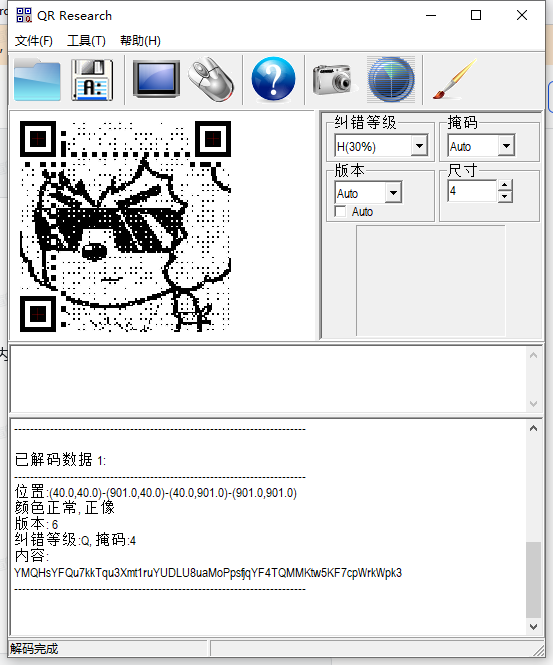 QR Research
文件(F) 工具(T) 帮助(H)
A:
?
纠错等级
H(30%)
掩码
Auto
版本
Auto
Auto
尺寸
4
--------------------------------------------------------------------------------
已解码数据 1:
--------------------------------------------------------------------------------
位置:(40.0,40.0)-(901.0,40.0)-(40.0,901.0)-(901.0,901.0)
颜色正常, 正像
版本: 6
纠错等级:Q, 掩码:4
内容:
YMQHsYFQu7kkTqu3Xmt1ruYUDLU8uaMoPpsfjqYF4TQMMKtw5KF7cpWrkWpk3
--------------------------------------------------------------------------------
解码完成